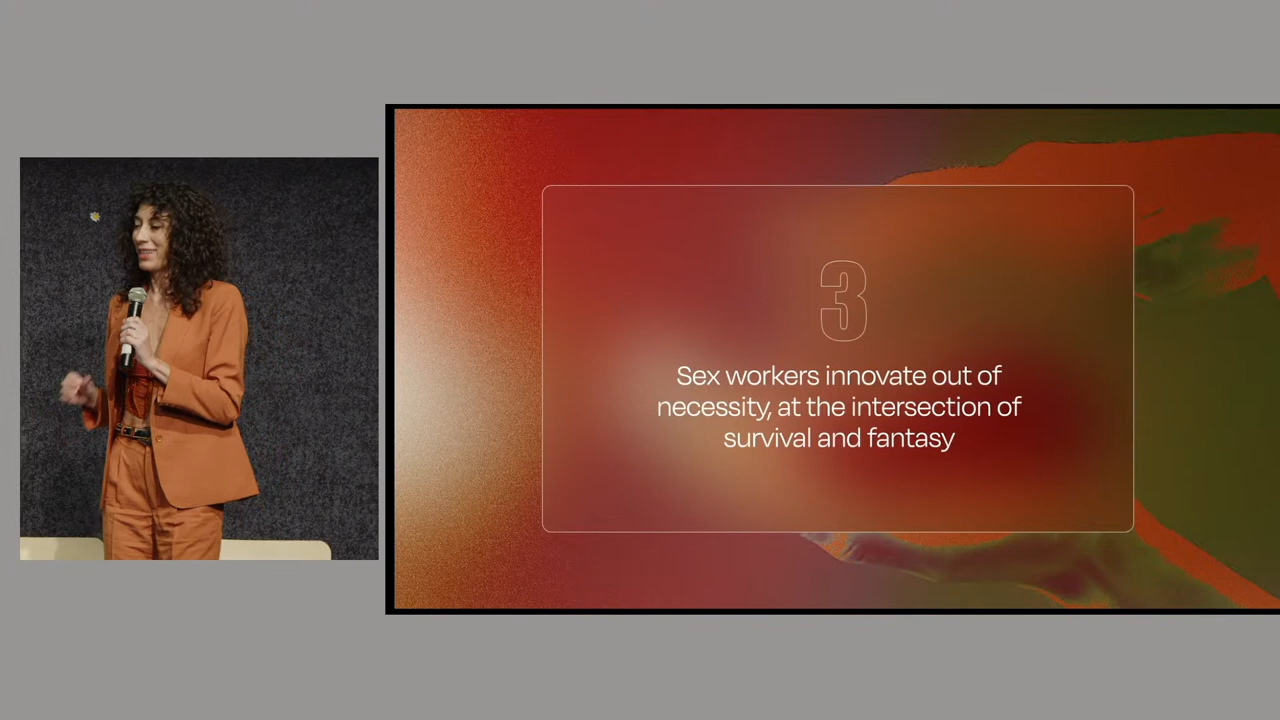 3
Sex workers innovate out of
necessity, at the intersection of
survival and fantasy